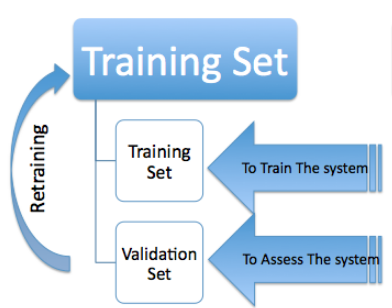 Training Set
Retraining
Training
Set
To Train The system
Validation
Set
To Assess The system